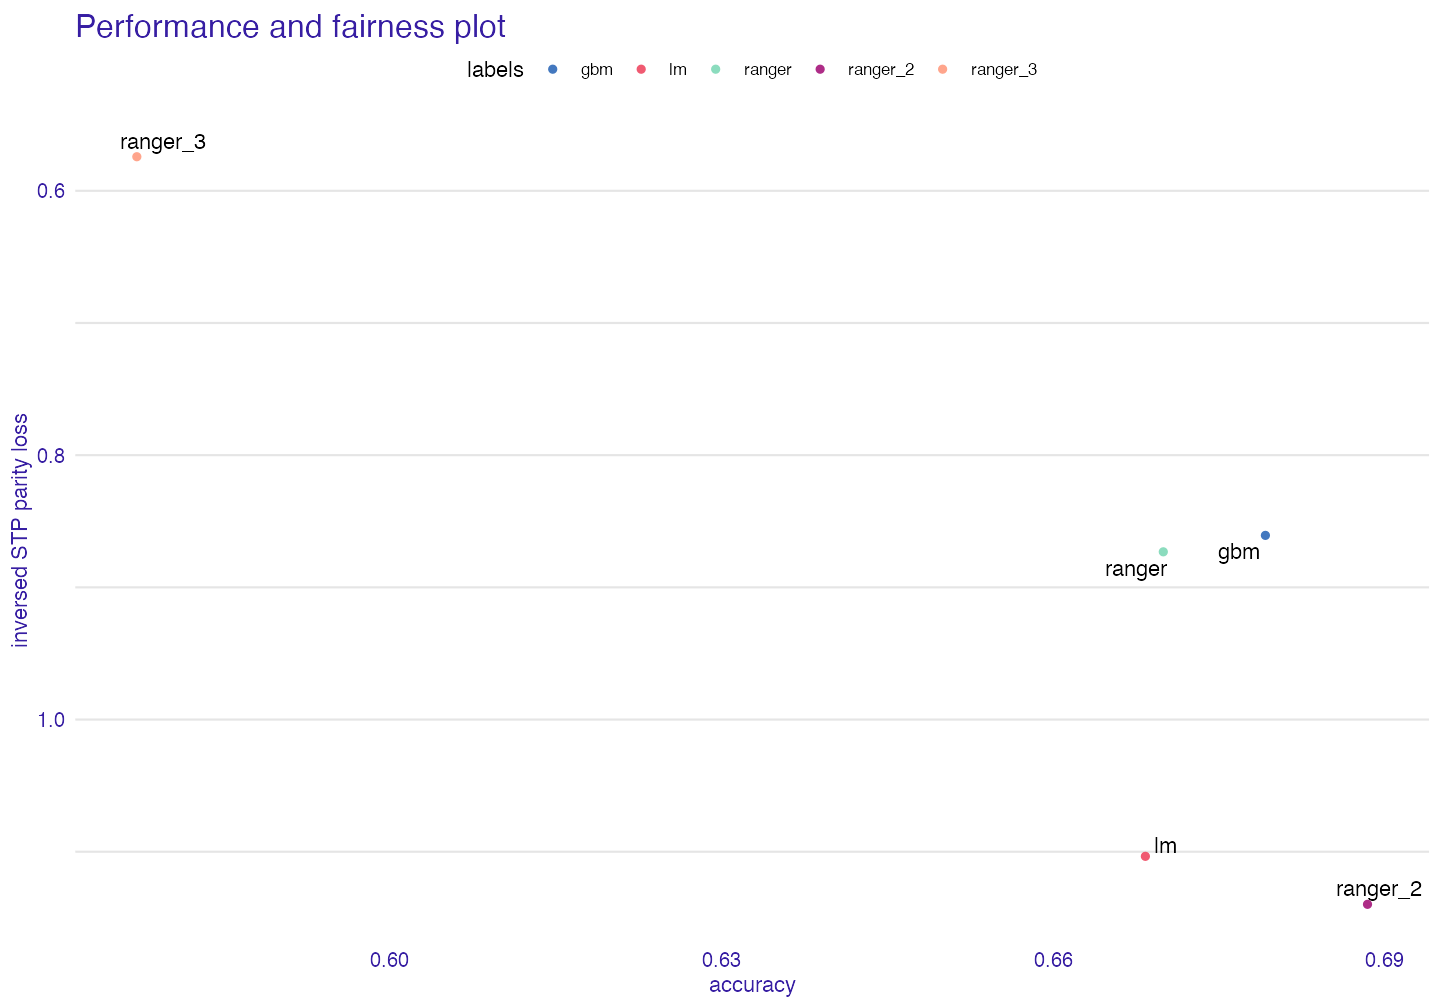 Performance and fairness plot
labels gbm lm ranger ranger_2 ranger_3
ranger_3
0.6
0.8
inversed STP parity loss
gbm
ranger
1.0
lm
ranger_2
0.60 0.63 0.66 0.69
accuracy